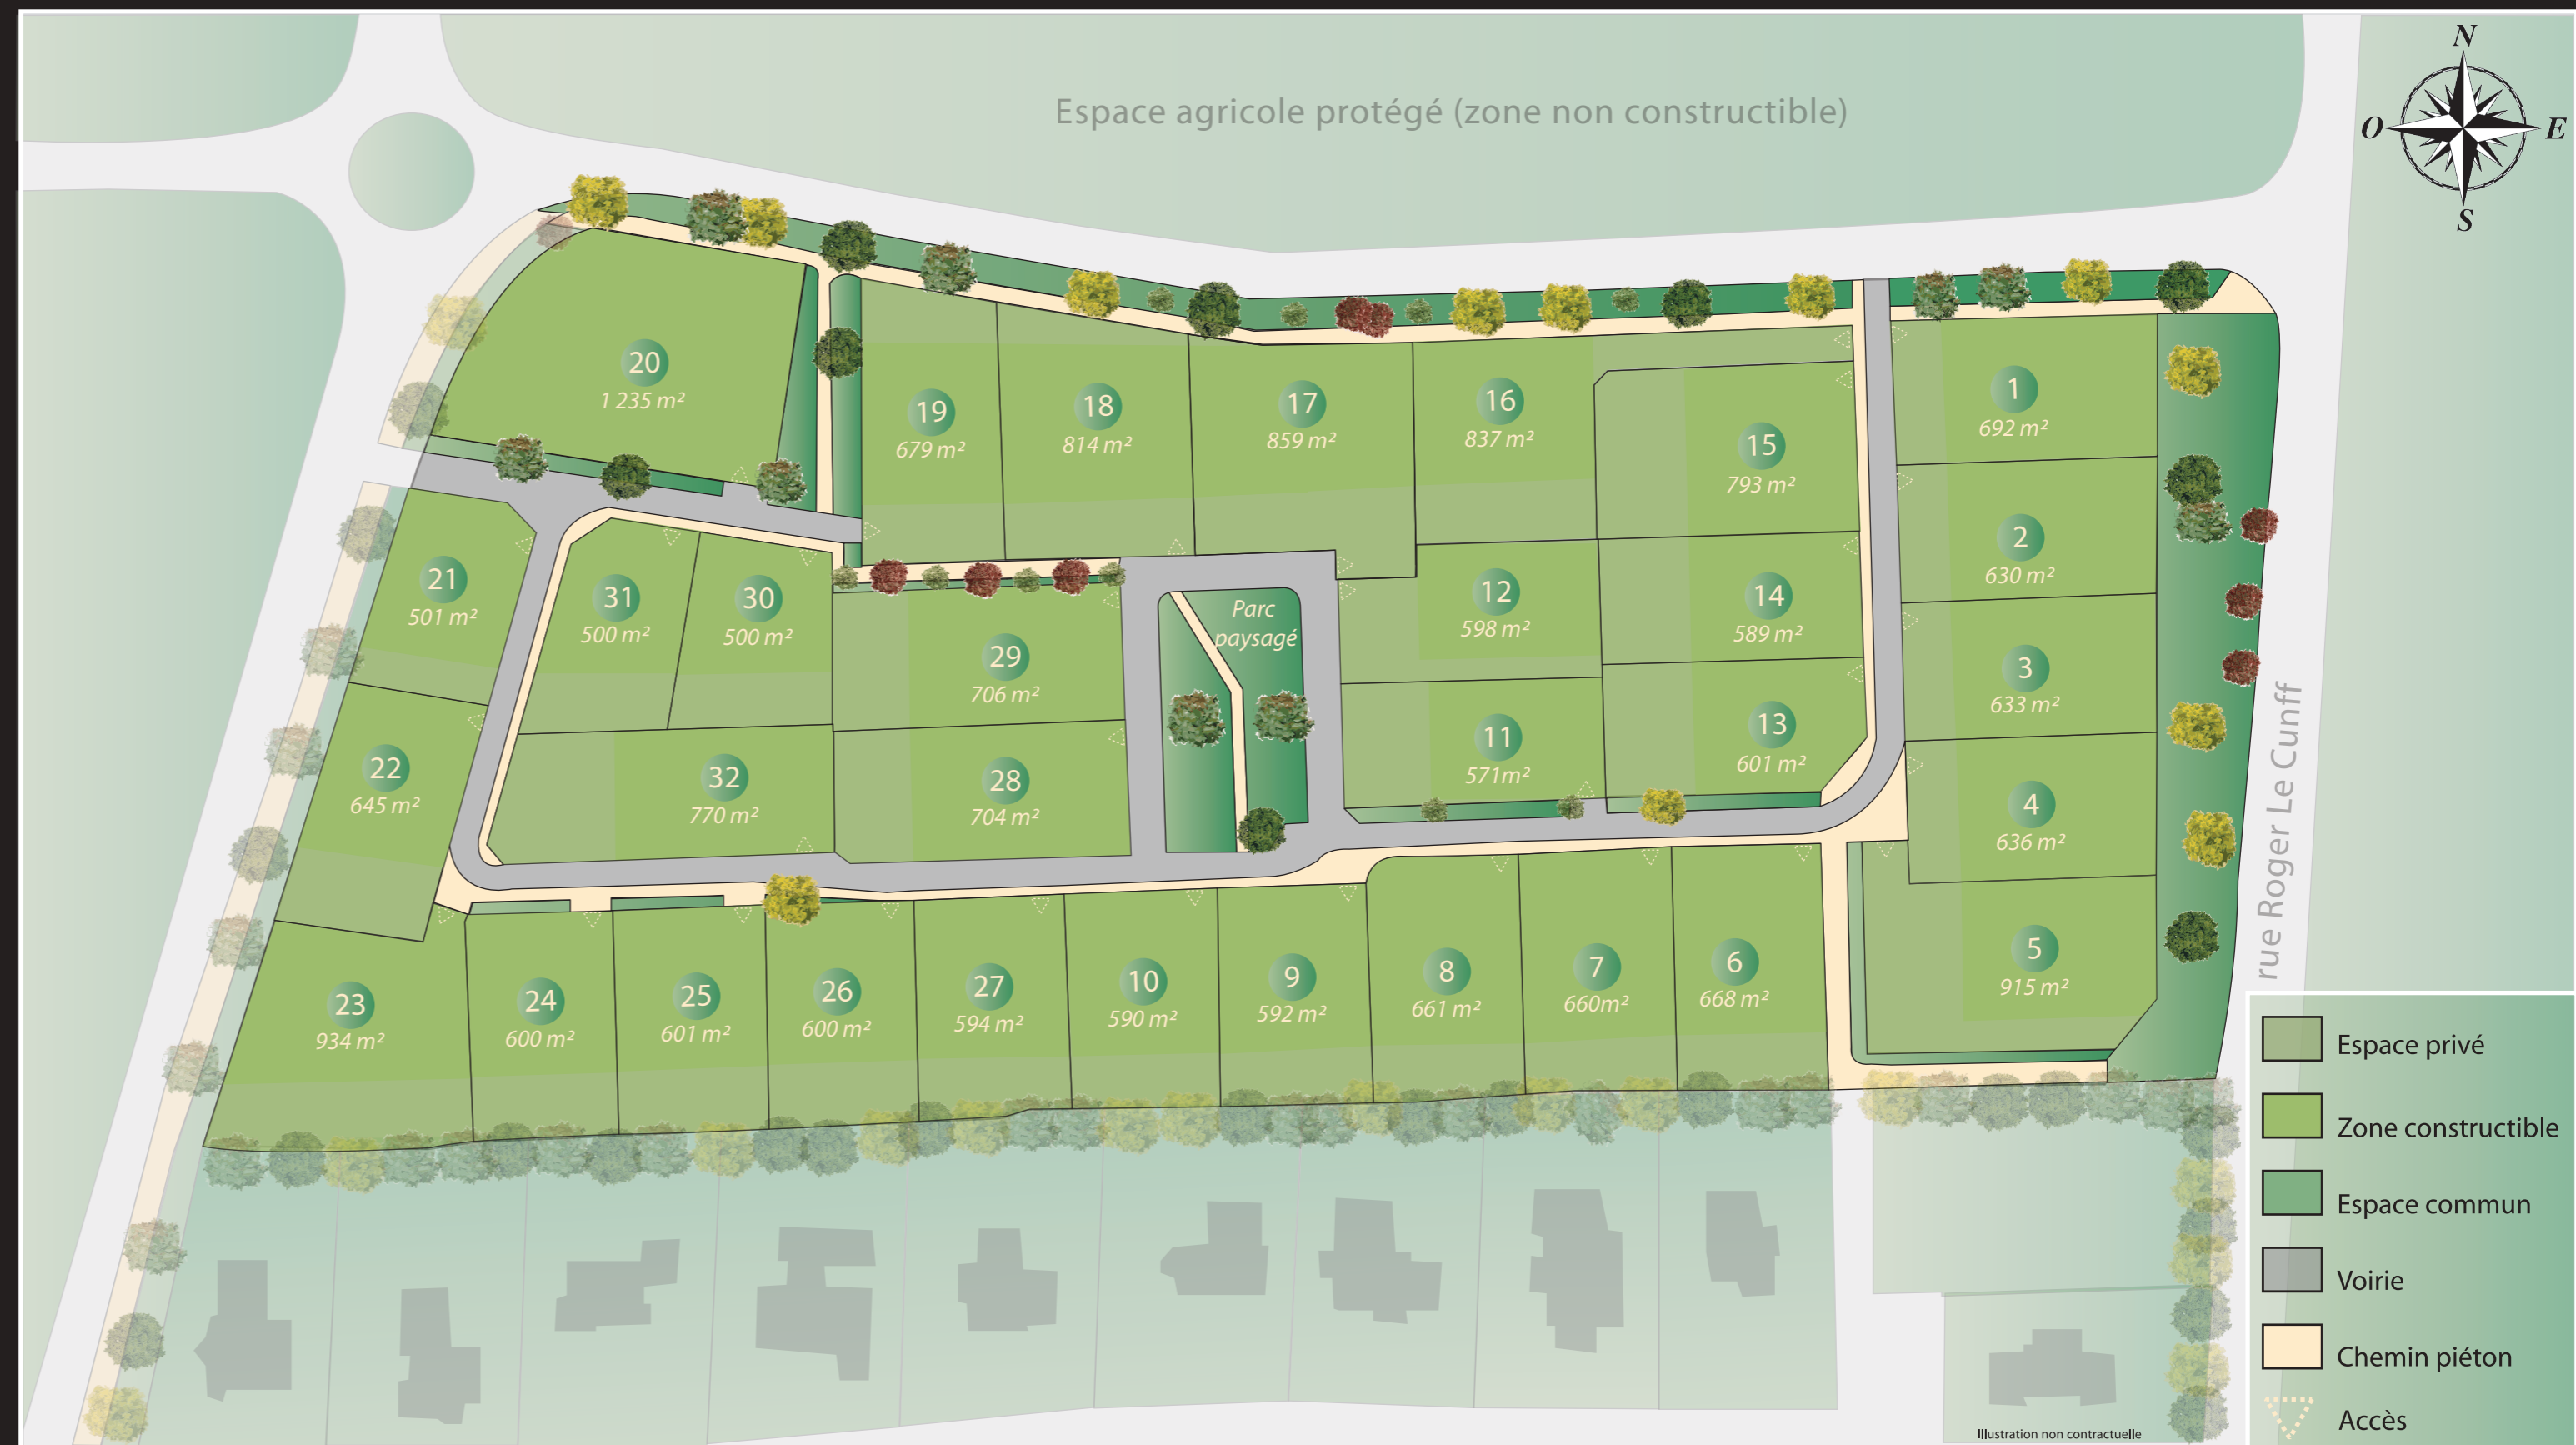 N
O
E
S
Espace agricole protégé (zone non constructible)
20
1 235 m²
19
679 m²
18
814 m²
17
859 m²
16
837 m²
15
793 m²
1
692 m²
2
630 m²
3
633 m²
4
636 m²
5
915 m²
21
501 m²
31
500 m²
30
500 m²
29
706 m²
Parc
paysagé
12
598 m²
14
589 m²
22
645 m²
32
770 m²
28
704 m²
11
571m²
13
601 m²
23
934 m²
24
600 m²
25
601 m²
26
600 m²
27
594 m²
10
590 m²
9
592 m²
8
661 m²
7
660m²
6
668 m²
rue Roger Le Cunff
Espace privé
Zone constructible
Espace commun
Voirie
Chemin piéton
Accès
Illustration non contractuelle